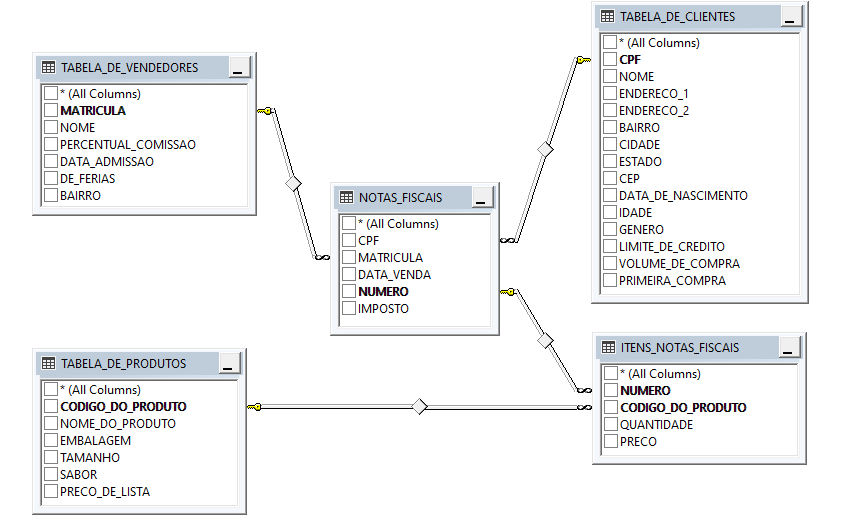 TABELA_DE_VENDEDORES
* (All Columns)
MATRICULA
NOME
PERCENTUAL_COMISSAO
DATA_ADMISSAO
DE_FERIAS
BAIRRO
TABELA_DE_CLIENTES
* (All Columns)
CPF
NOME
ENDERECO_1
ENDERECO_2
BAIRRO
CIDADE
ESTADO
CEP
DATA_DE_NASCIMENTO
IDADE
GENERO
LIMITE_DE_CREDITO
VOLUME_DE_COMPRA
PRIMEIRA_COMPRA
NOTAS_FISCAIS
* (All Columns)
CPF
MATRICULA
DATA_VENDA
NUMERO
IMPOSTO
TABELA_DE_PRODUTOS
* (All Columns)
CODIGO_DO_PRODUTO
NOME_DO_PRODUTO
EMBALAGEM
TAMANHO
SABOR
PRECO_DE_LISTA
ITENS_NOTAS_FISCAIS
* (All Columns)
NUMERO
CODIGO_DO_PRODUTO
QUANTIDADE
PRECO